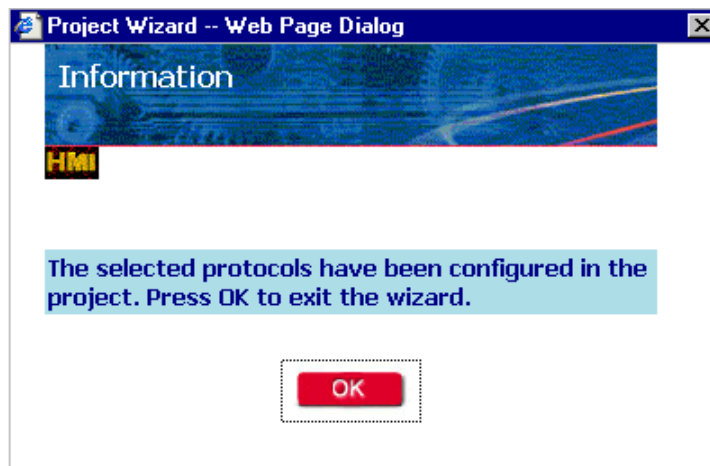 Project Wizard -- Web Page Dialog
Information
HMI
The selected protocols have been configured in the
project. Press OK to exit the wizard.
OK